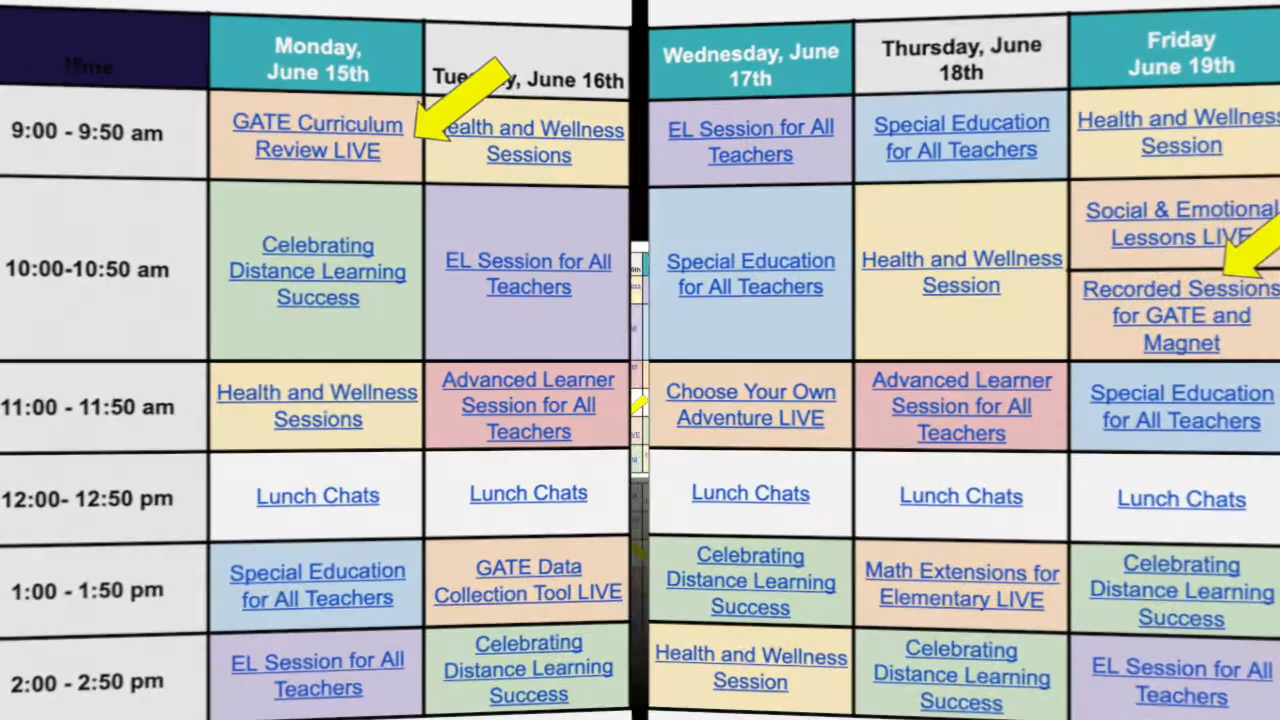 Time
Monday,
June 15th
June 16th
Wednesday, June
17th
Thursday, June
18th
Friday
June 19th
9:00 - 9:50 am
GATE Curriculum
Review LIVE
and Wellness
Sessions
EL Session for All
Teachers
Special Education
for All Teachers
Health and Wellness
Session
10:00-10:50 am
Celebrating
Distance Learning
Success
EL Session for All
Teachers
Special Education
for All Teachers
Health and Wellness
Session
Social & Emotional
Lessons LIVE
Recorded Sessions
for GATE and
Magnet
11:00 - 11:50 am
Health and Wellness
Sessions
Advanced Learner
Session for All
Teachers
Choose Your Own
Adventure LIVE
Advanced Learner
Session for All
Teachers
Special Education
for All Teachers
12:00- 12:50 pm
Lunch Chats
Lunch Chats
Lunch Chats
Lunch Chats
Lunch Chats
1:00 - 1:50 pm
Special Education
for All Teachers
GATE Data
Collection Tool LIVE
Celebrating
Distance Learning
Success
Math Extensions for
Elementary LIVE
Celebrating
Distance Learning
Success
2:00 - 2:50 pm
EL Session for All
Teachers
Celebrating
Distance Learning
Success
Health and Wellness
Session
Celebrating
Distance Learning
Success
EL Session for All
Teachers